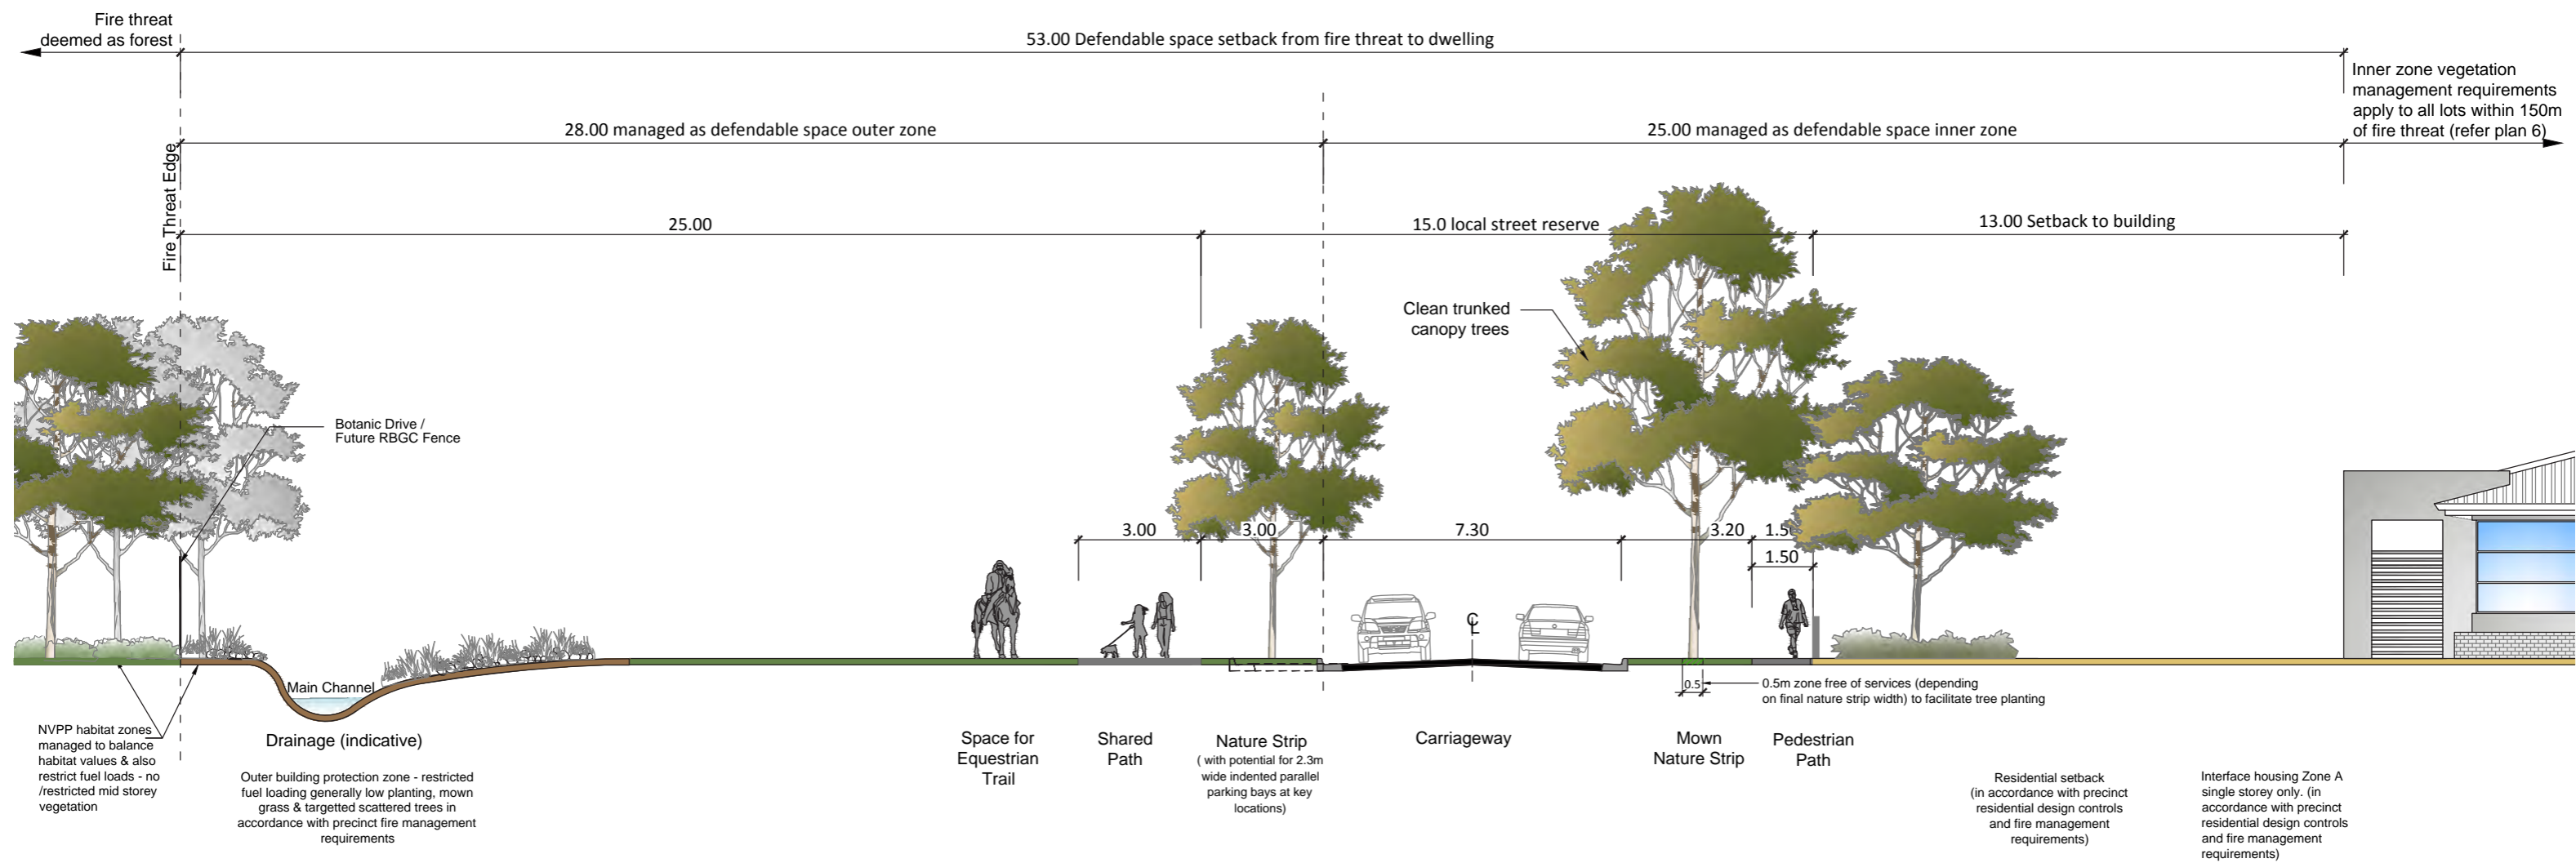 Fire threat
deemed as forest
53.00 Defendable space setback from fire threat to dwelling
Inner zone vegetation
management requirements
apply to all lots within 150m
of fire threat (refer plan 6)
28.00 managed as defendable space outer zone
25.00 managed as defendable space inner zone
Fire Threat Edge
25.00
15.0 local street reserve
13.00 Setback to building
Clean trunked
canopy trees
Botanic Drive /
Future RBGC Fence
3.00
3.00
7.30
3.20
1.50
1.50
CL
Main Channel
0.5
0.5m zone free of services (depending
on final nature strip width) to facilitate tree planting
NVPP habitat zones
managed to balance
habitat values & also
restrict fuel loads - no
/restricted mid storey
vegetation
Drainage (indicative)
Outer building protection zone - restricted
fuel loading generally low planting, mown
grass & targetted scattered trees in
accordance with precinct fire management
requirements
Space for
Equestrian
Trail
Shared
Path
Nature Strip
( with potential for 2.3m
wide indented parallel
parking bays at key
locations)
Carriageway
Mown
Nature Strip
Pedestrian
Path
Residential setback
(in accordance with precinct
residential design controls
and fire management
requirements)
Interface housing Zone A
single storey only. (in
accordance with precinct
residential design controls
and fire management
requirements)